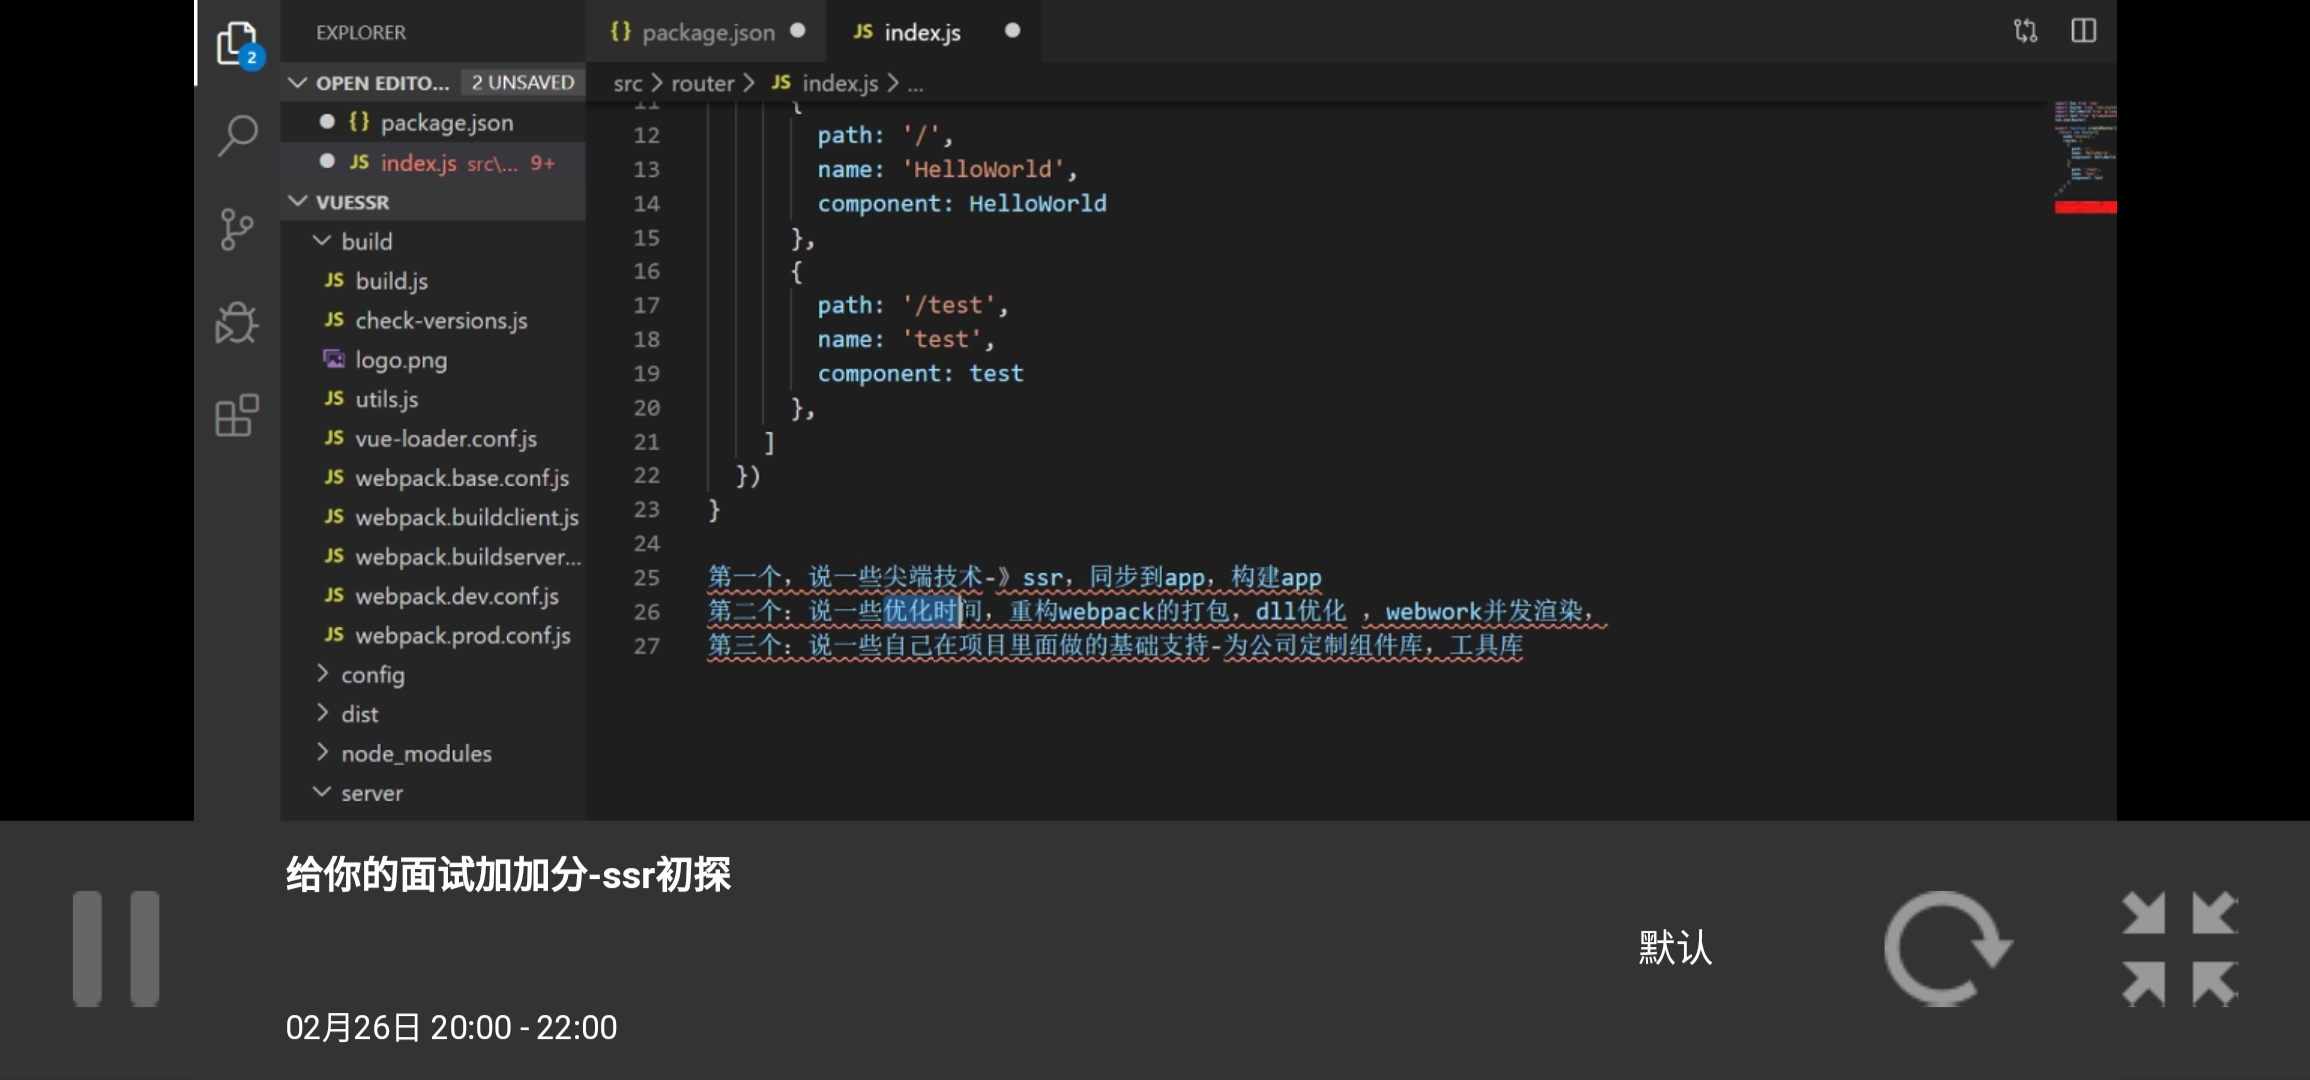 EXPLORER
OPEN EDITO... 2 UNSAVED
{} package.json
JS index.js src\... 9+
VUESSR
build
JS build.js
JS check-versions.js
logo.png
JS utils.js
JS vue-loader.conf.js
JS webpack.base.conf.js
JS webpack.buildclient.js
JS webpack.buildserver...
JS webpack.dev.conf.js
JS webpack.prod.conf.js
config
dist
node_modules
server
2
{} package.json
JS index.js
src > router > JS index.js > ...
11 {
12 path: '/',
13 name: 'HelloWorld',
14 component: HelloWorld
15 },
16 {
17 path: '/test',
18 name: 'test',
19 component: test
20 },
21 ]
22 })
23 }
24
25 第一个，说一些尖端技术-》ssr，同步到app，构建app
26 第二个：说一些优化时间，重构webpack的打包，dll优化 ，webwork并发渲染，
27 第三个：说一些自己在项目里面做的基础支持-为公司定制组件库，工具库
给你的面试加加分-ssr初探
默认
02月26日 20:00 - 22:00